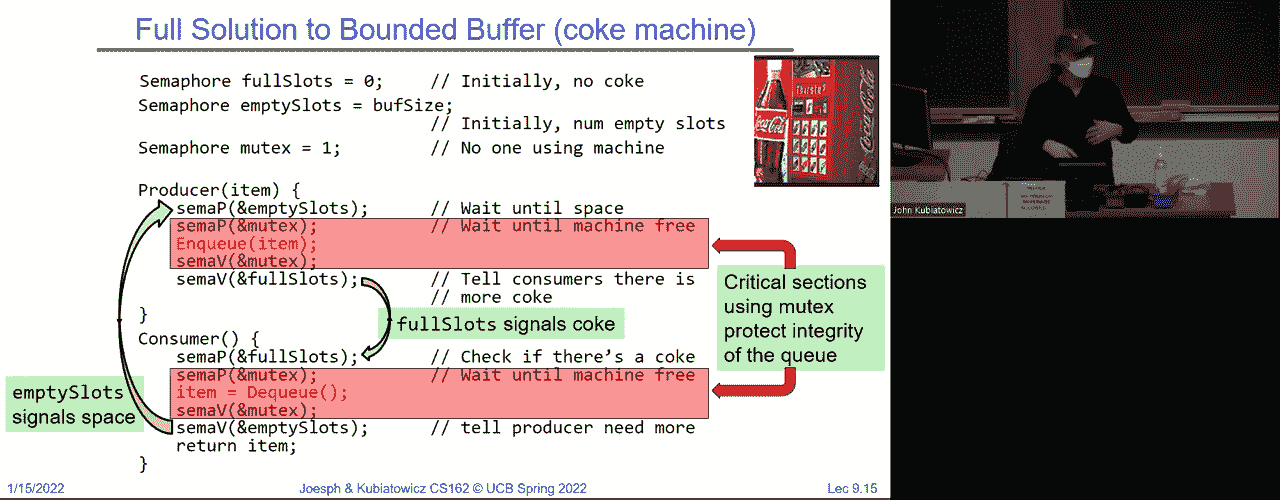 Full Solution to Bounded Buffer (coke machine)
Semaphore fullSlots = 0; // Initially, no coke
Semaphore emptySlots = bufSize;
// Initially, num empty slots
Semaphore mutex = 1; // No one using machine
Producer(item) {
semaP(&emptySlots); // Wait until space
semaP(&mutex); // Wait until machine free
Enqueue(item);
semaV(&mutex);
semaV(&fullSlots); // Tell consumers there is
// more coke
}
fullSlots signals coke
Consumer() {
semaP(&fullSlots); // Check if there's a coke
semaP(&mutex); // Wait until machine free
item = Dequeue();
semaV(&mutex);
semaV(&emptySlots); // tell producer need more
return item;
}
emptySlots
signals space
Critical sections
using mutex
protect integrity
of the queue
Coca-Cola
Coca-Cola
1/15/2022
Joesph & Kubiatowicz CS162 © UCB Spring 2022
Lec 9.15
John Kubiatowicz